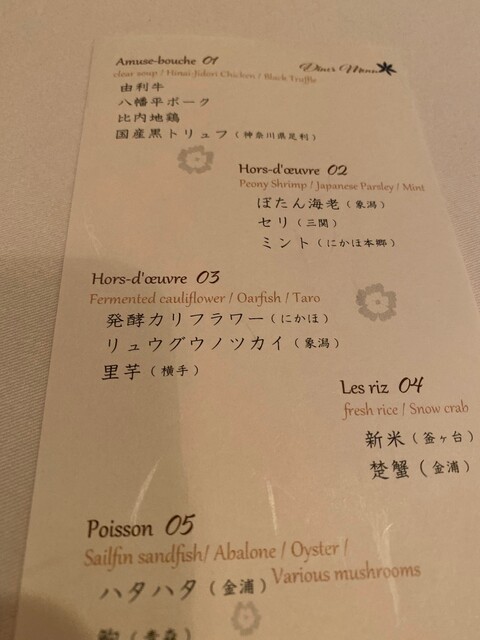 Diner Menu
Amuse-bouche 01
clear soup / Hinai-Jidori Chicken / Black Truffle
由利牛
八幡平ポーク
比内地鶏
国産黒トリュフ（神奈川県足利）
Hors-d'œuvre 02
Peony Shrimp / Japanese Parsley / Mint
ぼたん海老（象潟）
セリ（三関）
ミント（にかほ本郷）
Hors-d'œuvre 03
Fermented cauliflower / Oarfish / Taro
発酵カリフラワー（にかほ）
リュウグウノツカイ（象潟）
里芋（横手）
Les riz 04
fresh rice / Snow crab
新米（釜ヶ台）
楚蟹（金浦）
Poisson 05
Sailfin sandfish/ Abalone / Oyster /
Various mushrooms
ハタハタ（金浦）
鮑（青森）